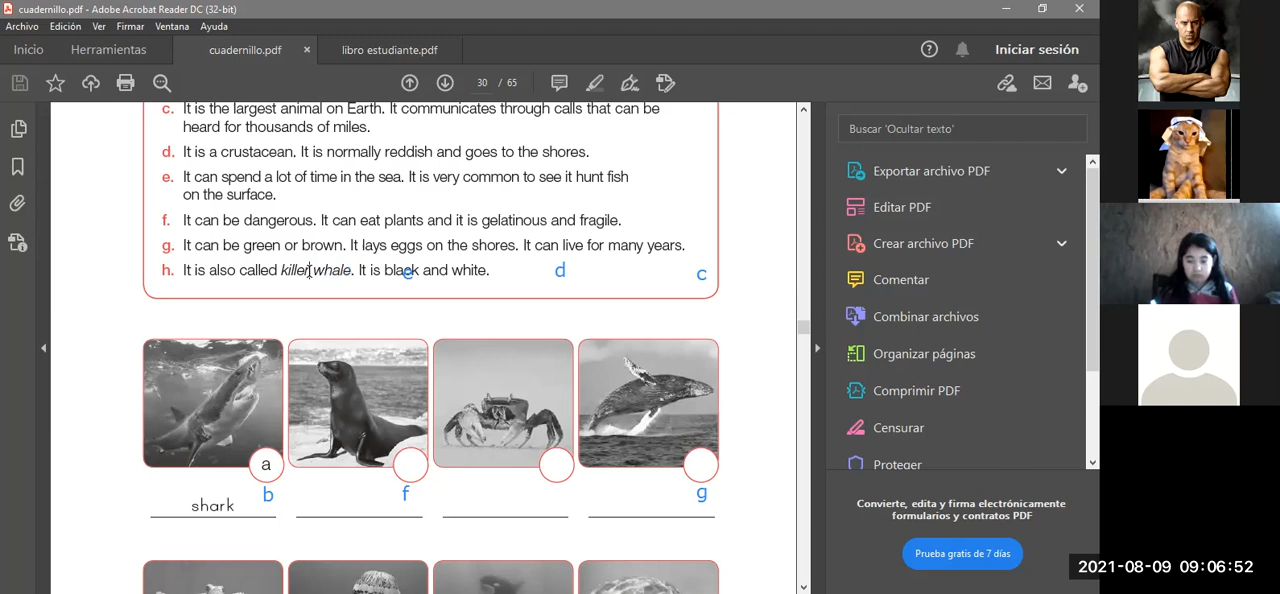 cuadernillo.pdf - Adobe Acrobat Reader DC (32-bit)
Archivo Edición Ver Firmar Ventana Ayuda
Inicio Herramientas cuadernillo.pdf × libro estudiante.pdf Iniciar sesión
30 / 65
c. It is the largest animal on Earth. It communicates through calls that can be
heard for thousands of miles.
d. It is a crustacean. It is normally reddish and goes to the shores.
e. It can spend a lot of time in the sea. It is very common to see it hunt fish
on the surface.
f. It can be dangerous. It can eat plants and it is gelatinous and fragile.
g. It can be green or brown. It lays eggs on the shores. It can live for many years.
h. It is also called killer whale. It is black and white.
e d c
a
b f g
shark
Buscar 'Ocultar texto'
Exportar archivo PDF
Editar PDF
Crear archivo PDF
Comentar
Combinar archivos
Organizar páginas
Comprimir PDF
Censurar
Proteger
Convierte, edita y firma electrónicamente
formularios y contratos PDF
Prueba gratis de 7 días
2021-08-09 09:06:52